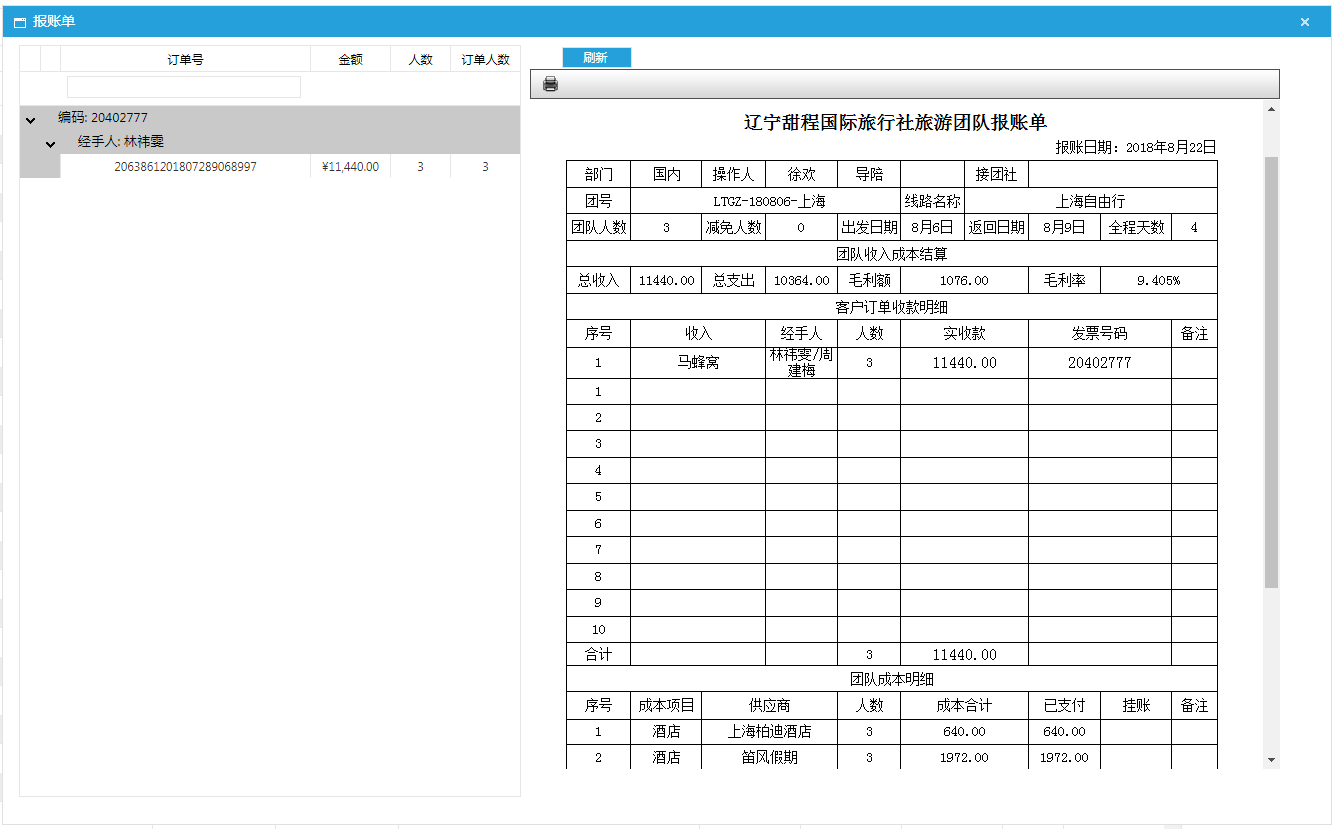 报账单
订单号 金额 人数 订单人数
编码: 20402777
经手人: 林祎雯
2063861201807289068997 ¥11,440.00 3 3
刷新
辽宁甜程国际旅行社旅游团队报账单
报账日期: 2018年8月22日
部门 国内 操作人 徐欢 导陪 接团社
团号 LTGZ-180806-上海 线路名称 上海自由行
团队人数 3 减免人数 0 出发日期 8月6日 返回日期 8月9日 全程天数 4
团队收入成本结算
总收入 11440.00 总支出 10364.00 毛利额 1076.00 毛利率 9.405%
客户订单收款明细
序号 收入 经手人 人数 实收款 发票号码 备注
1 马蜂窝 林祎雯/周建梅 3 11440.00 20402777
1
2
3
4
5
6
7
8
9
10
合计 3 11440.00
团队成本明细
序号 成本项目 供应商 人数 成本合计 已支付 挂账 备注
1 酒店 上海柏迪酒店 3 640.00 640.00
2 酒店 笛风假期 3 1972.00 1972.00